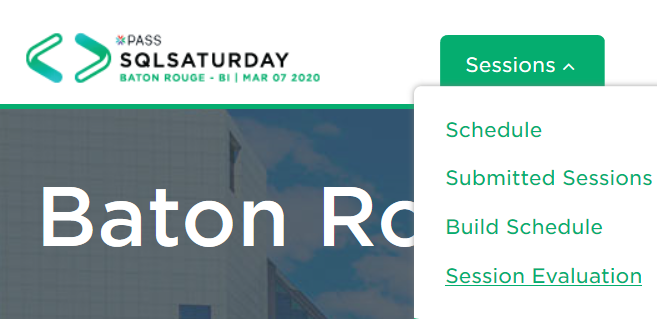 PASS
SQLSATURDAY
BATON ROUGE - BI | MAR 07 2020
Sessions
Schedule
Submitted Sessions
Build Schedule
Session Evaluation
Baton Ro